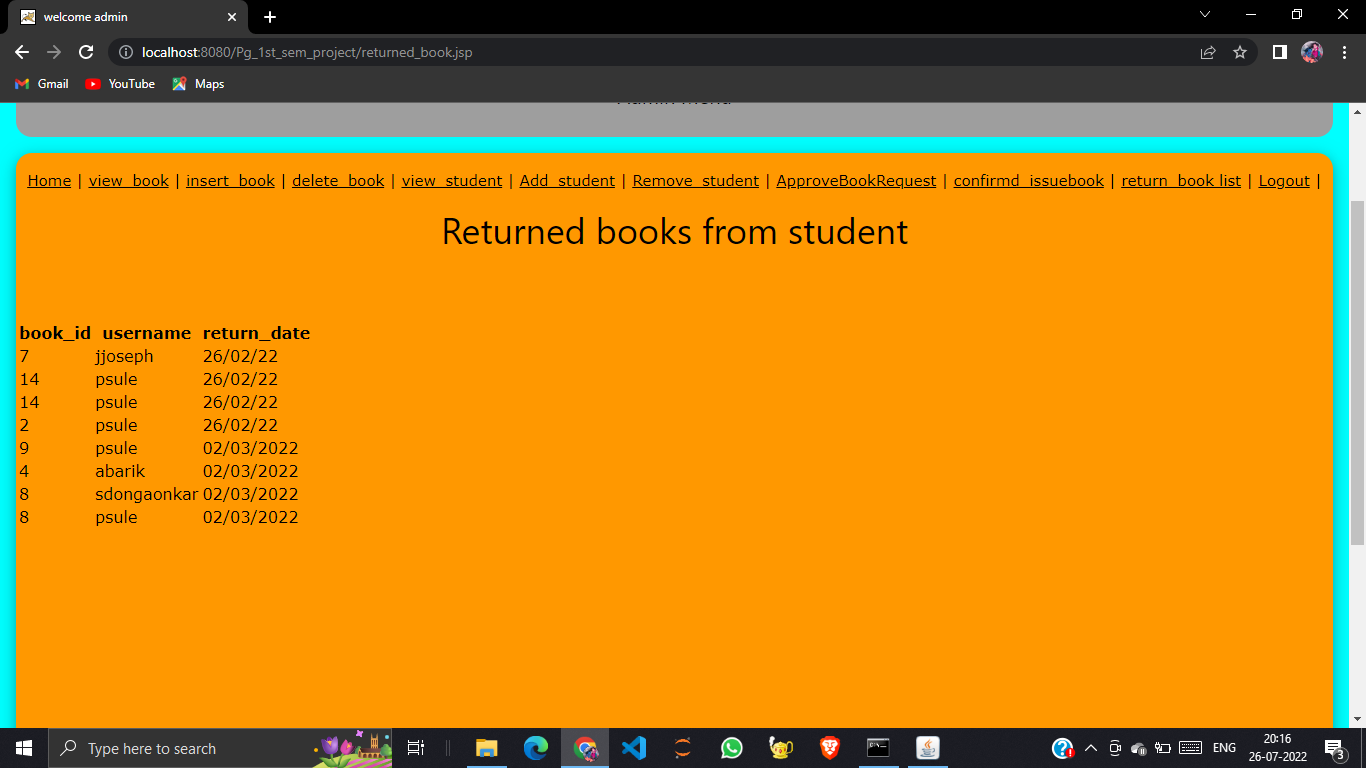 welcome admin
localhost:8080/Pg_1st_sem_project/returned_book.jsp
Gmail YouTube Maps
Admin Menu
Home | view_book | insert_book | delete_book | view_student | Add_student | Remove_student | ApproveBookRequest | confirmd_issuebook | return_book list | Logout |
Returned books from student
book_id username return_date
7 jjoseph 26/02/22
14 psule 26/02/22
14 psule 26/02/22
2 psule 26/02/22
9 psule 02/03/2022
4 abarik 02/03/2022
8 sdongaonkar 02/03/2022
8 psule 02/03/2022
Type here to search
ENG
20:16
26-07-2022
3